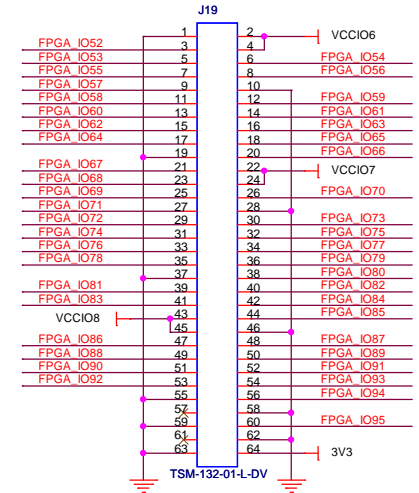 J19
1 2 VCCIO6
FPGA_IO52 3 4
FPGA_IO53 5 6 FPGA_IO54
FPGA_IO55 7 8 FPGA_IO56
FPGA_IO57 9 10
FPGA_IO58 11 12 FPGA_IO59
FPGA_IO60 13 14 FPGA_IO61
FPGA_IO62 15 16 FPGA_IO63
FPGA_IO64 17 18 FPGA_IO65
19 20 FPGA_IO66
FPGA_IO67 21 22 VCCIO7
FPGA_IO68 23 24
FPGA_IO69 25 26 FPGA_IO70
FPGA_IO71 27 28
FPGA_IO72 29 30 FPGA_IO73
FPGA_IO74 31 32 FPGA_IO75
FPGA_IO76 33 34 FPGA_IO77
FPGA_IO78 35 36 FPGA_IO79
37 38 FPGA_IO80
FPGA_IO81 39 40 FPGA_IO82
FPGA_IO83 41 42 FPGA_IO84
VCCIO8 43 44 FPGA_IO85
45 46
FPGA_IO86 47 48 FPGA_IO87
FPGA_IO88 49 50 FPGA_IO89
FPGA_IO90 51 52 FPGA_IO91
FPGA_IO92 53 54 FPGA_IO93
55 56 FPGA_IO94
57 58
59 60 FPGA_IO95
61 62
63 64 3V3
TSM-132-01-L-DV